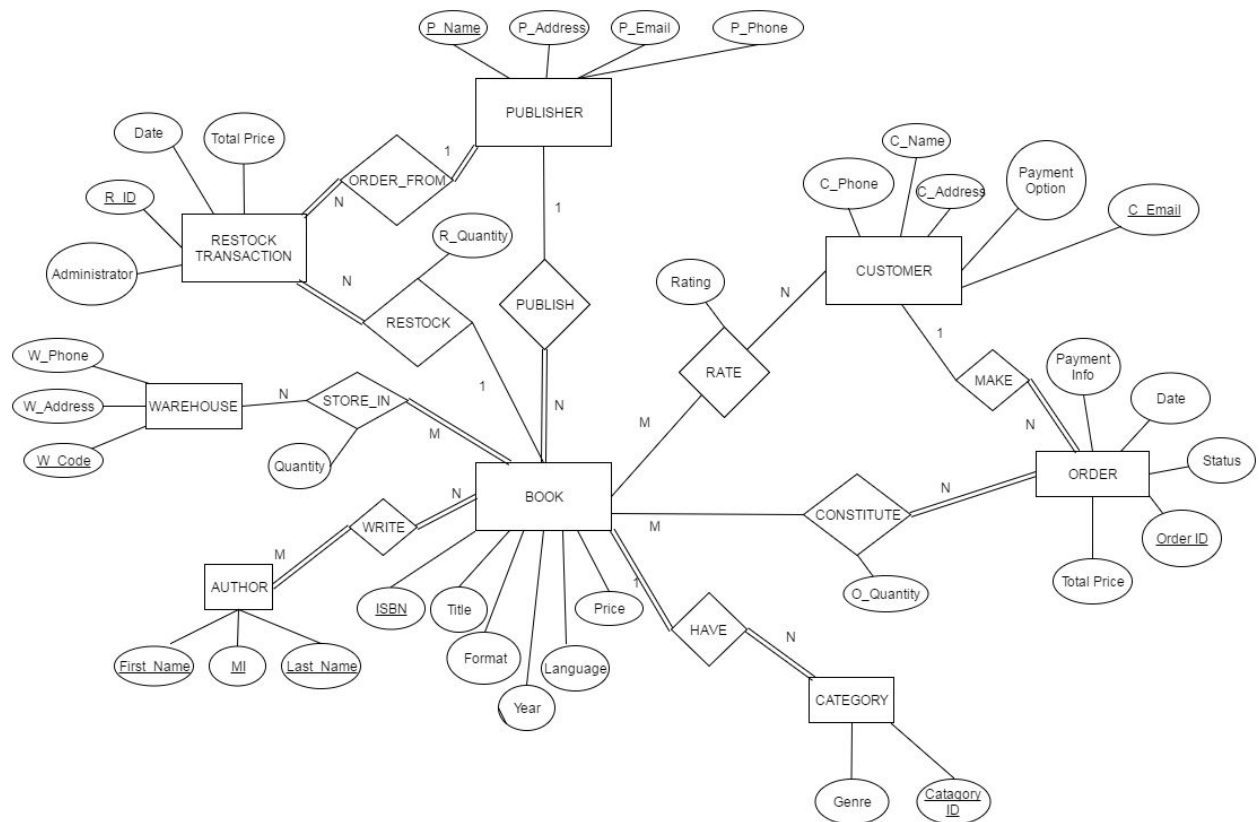 P_Name
P_Address
P_Email
P_Phone
PUBLISHER
Date
Total Price
1
ORDER_FROM
N
R_ID
RESTOCK
TRANSACTION
Administrator
R_Quantity
N
RESTOCK
1
1
PUBLISH
N
C_Phone
C_Name
C_Address
Payment
Option
C_Email
CUSTOMER
Rating
N
RATE
M
1
MAKE
N
Payment
Info
Date
Status
ORDER
Order ID
Total Price
W_Phone
W_Address
W_Code
WAREHOUSE
N
STORE_IN
M
Quantity
BOOK
N
WRITE
M
AUTHOR
First_Name
MI
Last_Name
ISBN
Title
Format
Year
Language
Price
M
CONSTITUTE
N
O_Quantity
1
HAVE
N
CATEGORY
Genre
Catagory
ID